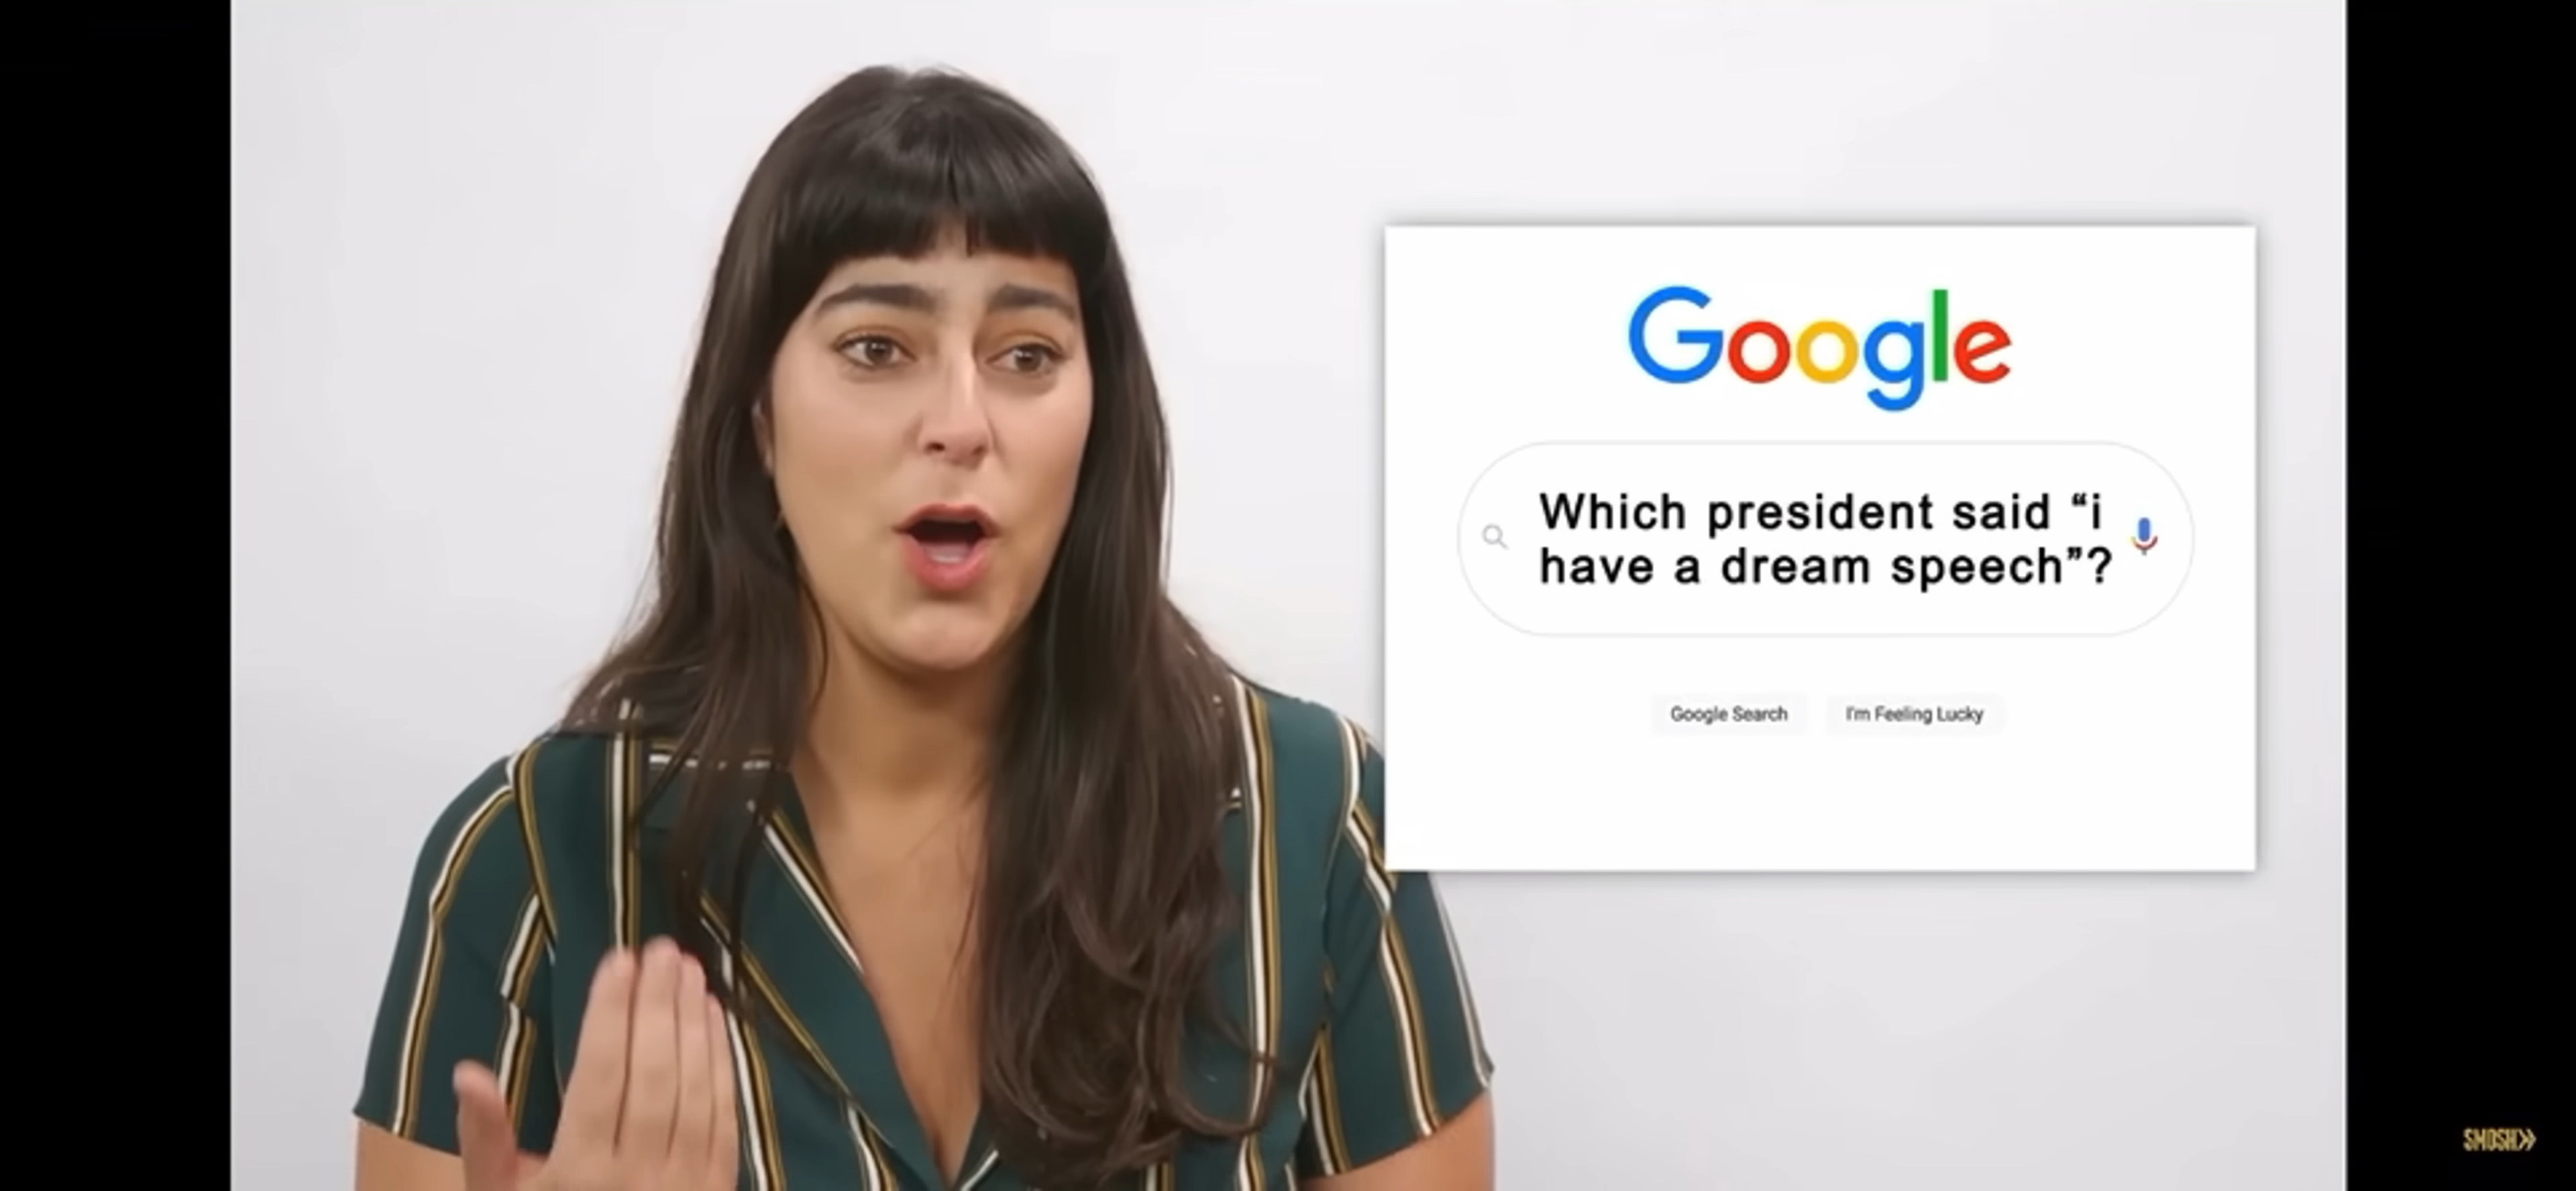 Google
Which president said “i
have a dream speech”?
Google Search
I'm Feeling Lucky
SMOSH